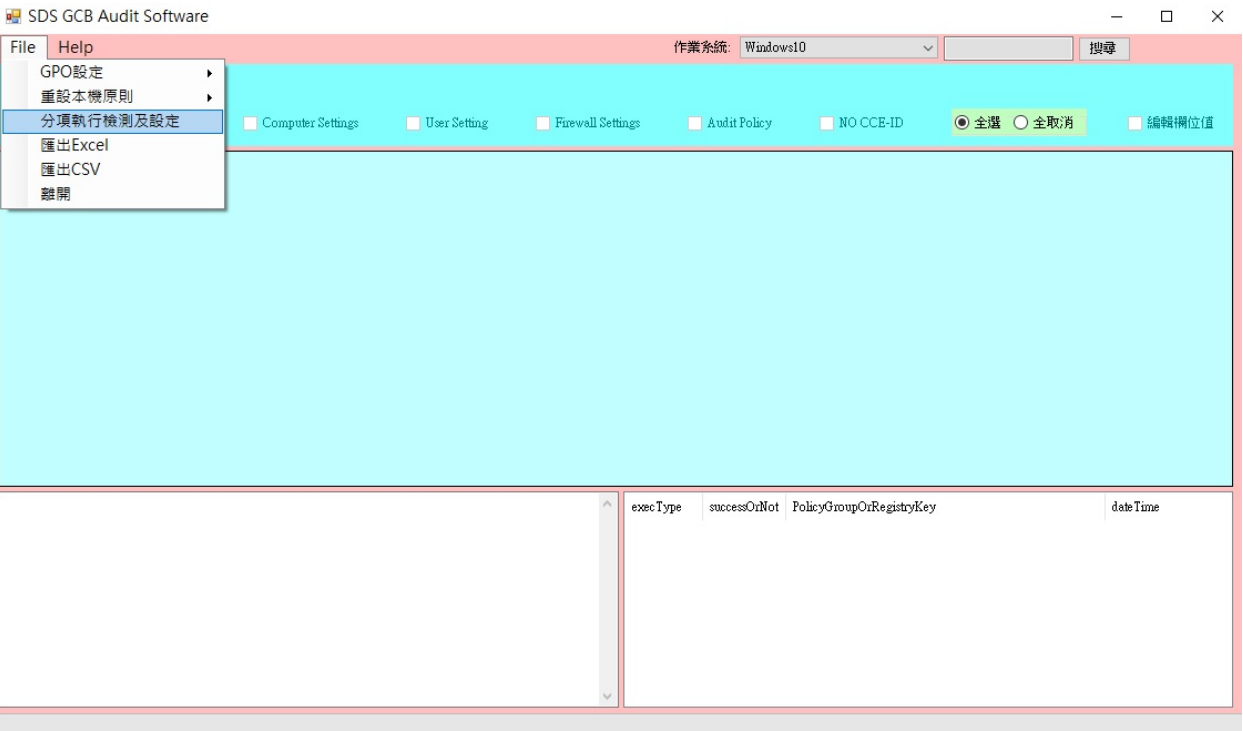 SDS GCB Audit Software
File Help 作業系統: Windows10 搜尋
GPO設定
重設本機原則
分項執行檢測及設定 Computer Settings User Setting Firewall Settings Audit Policy NO CCE-ID 全選 全取消 編輯欄位值
匯出Excel
匯出CSV
離開
execType successOrNot PolicyGroupOrRegistryKey dateTime